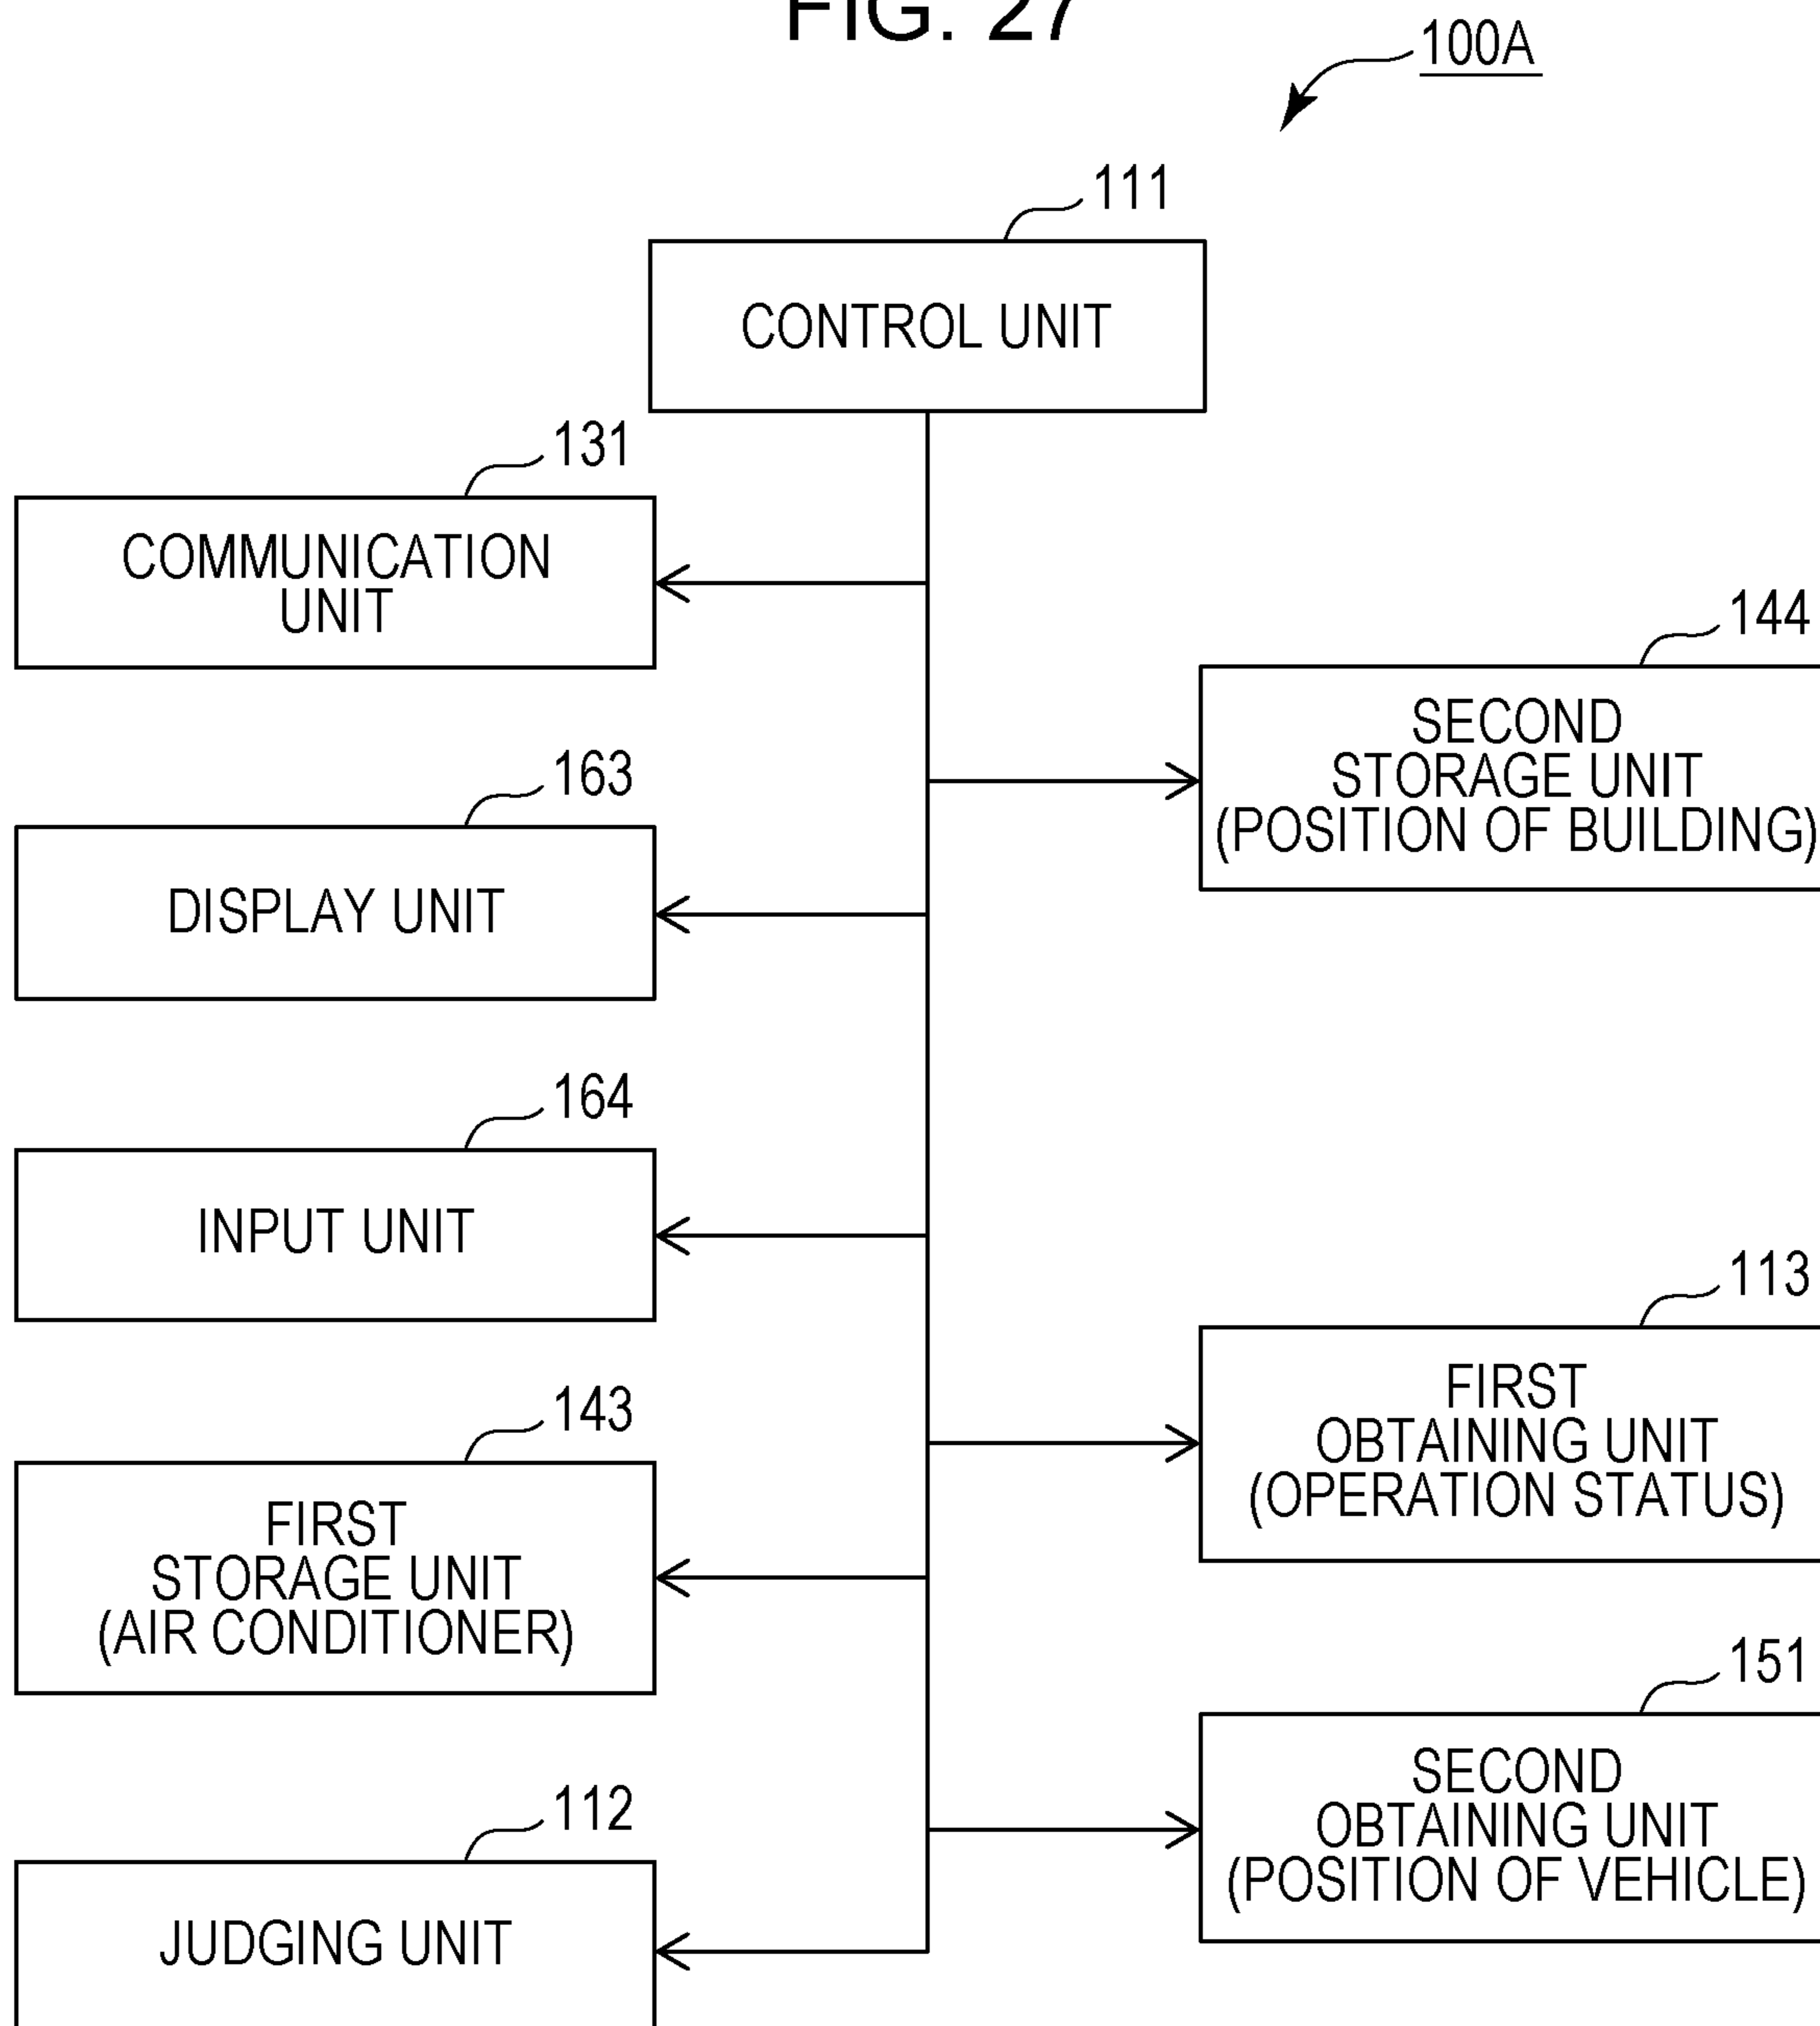 FIG. 27
100A
111
CONTROL UNIT
131
COMMUNICATION
UNIT
144
SECOND
STORAGE UNIT
(POSITION OF BUILDING)
163
DISPLAY UNIT
164
INPUT UNIT
113
FIRST
OBTAINING UNIT
(OPERATION STATUS)
143
FIRST
STORAGE UNIT
(AIR CONDITIONER)
151
SECOND
OBTAINING UNIT
(POSITION OF VEHICLE)
112
JUDGING UNIT